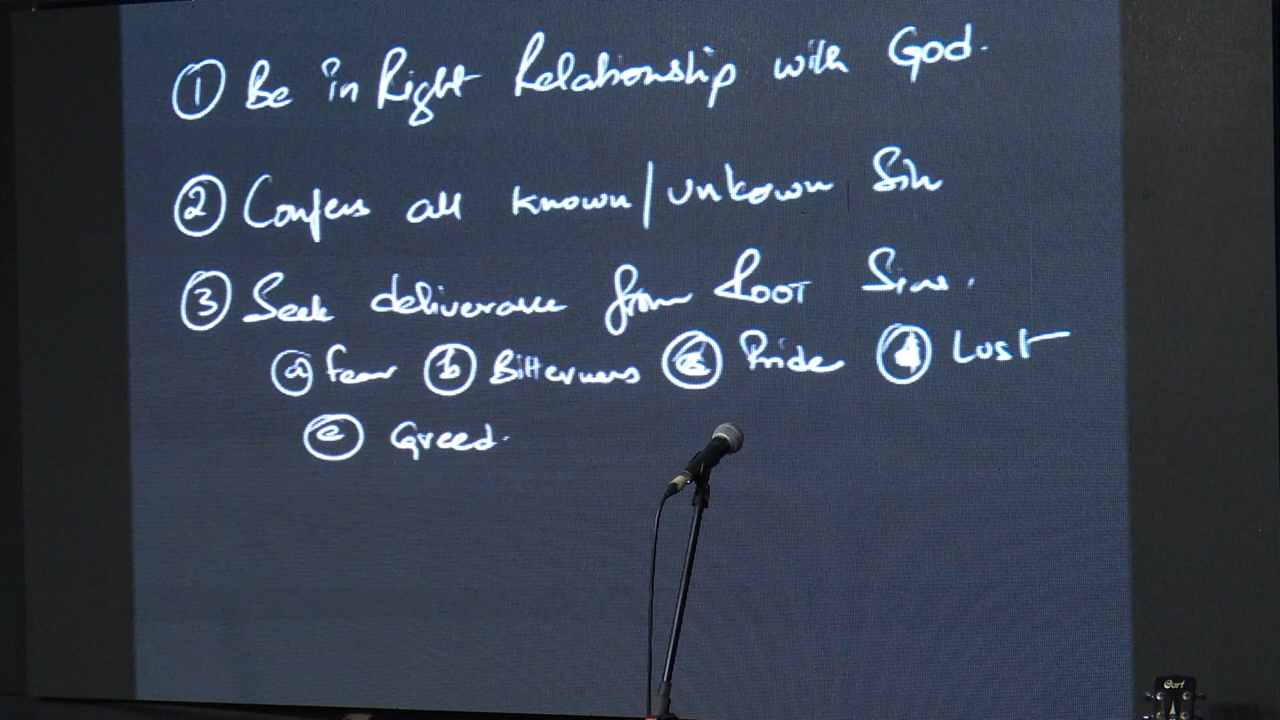 ① Be in Right Relationship with God.
② Confess all known/unkown Sin
③ Seek deliverance from Root Sins.
ⓐ fear ⓑ Bitterness ⓒ Pride ⓓ Lust
ⓔ Greed.
Cort